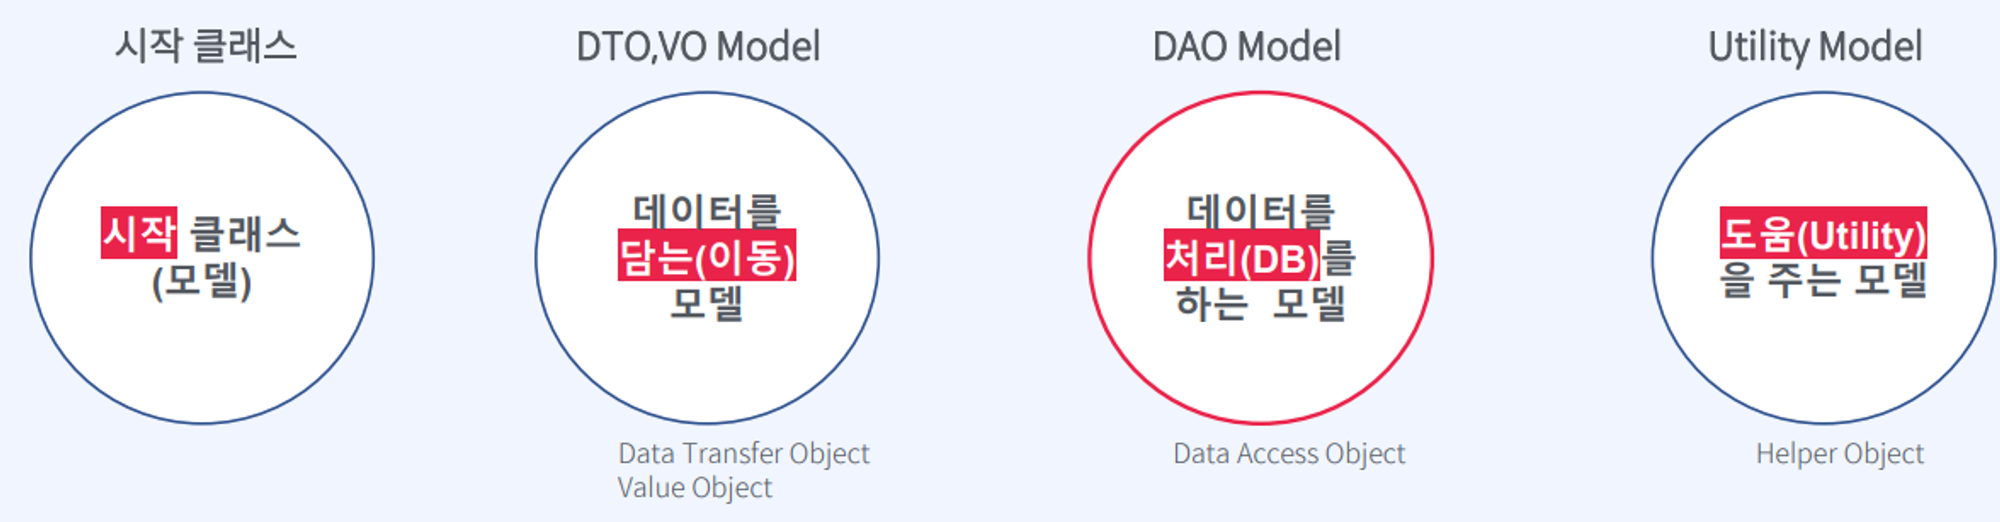 시작 클래스
시작 클래스
(모델)
DTO,VO Model
데이터를
담는(이동)
모델
Data Transfer Object
Value Object
DAO Model
데이터를
처리(DB)를
하는 모델
Data Access Object
Utility Model
도움(Utility)
을 주는 모델
Helper Object